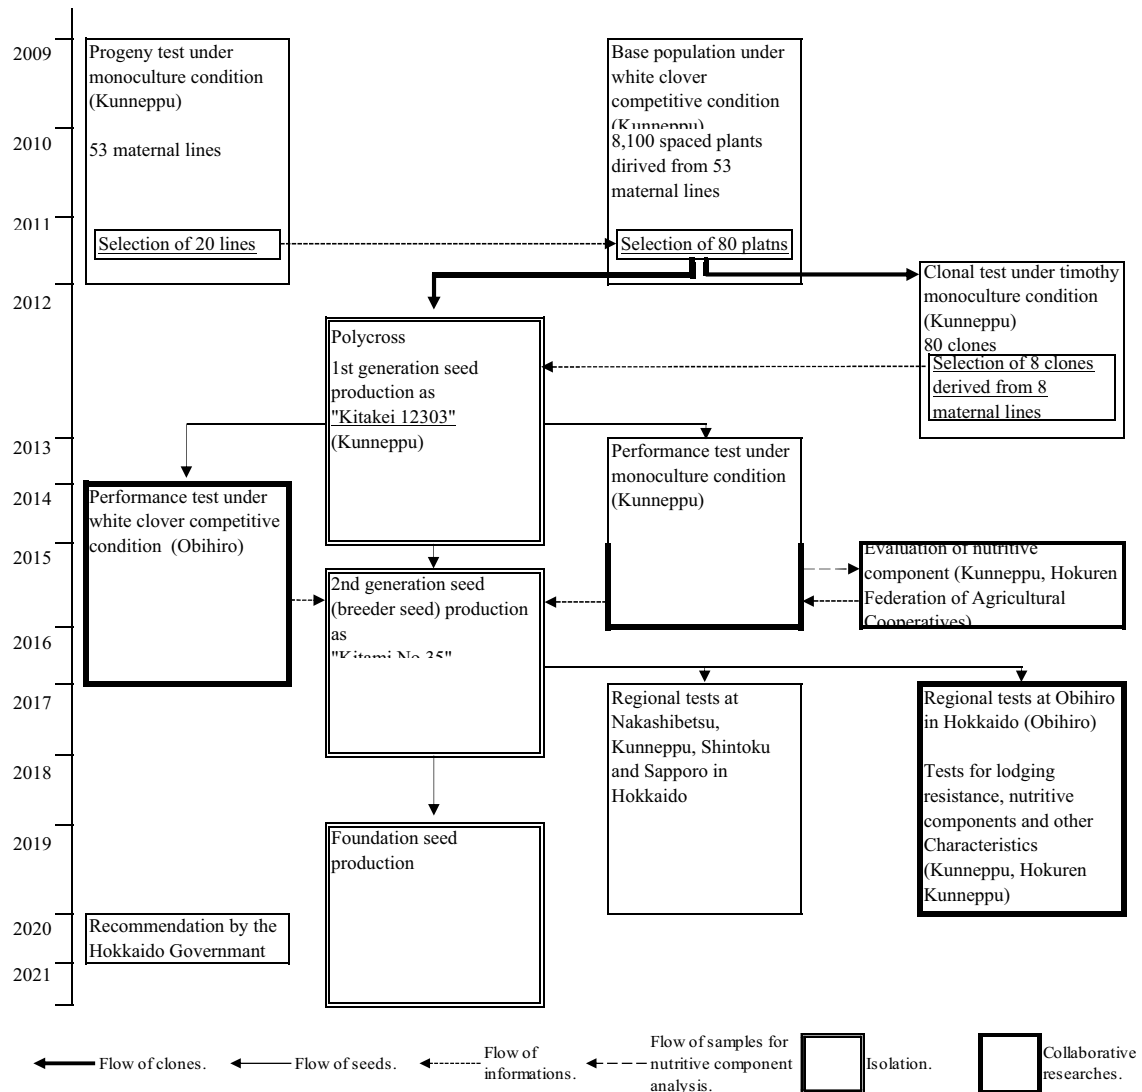 2009
2010
2011
2012
2013
2014
2015
2016
2017
2018
2019
2020
2021
Progeny test under
monoculture condition
(Kunneppu)
53 maternal lines
Selection of 20 lines
Base population under
white clover
competitive condition
(Kunneppu)
8,100 spaced plants
dirived from 53
maternal lines
Selection of 80 platns
Clonal test under timothy
monoculture condition
(Kunneppu)
80 clones
Selection of 8 clones
derived from 8
maternal lines
Polycross
1st generation seed
production as
"Kitakei 12303"
(Kunneppu)
Performance test under
white clover competitive
condition (Obihiro)
Performance test under
monoculture condition
(Kunneppu)
Evaluation of nutritive
component (Kunneppu, Hokuren
Federation of Agricultural
Cooperatives)
2nd generation seed
(breeder seed) production
as
"Kitami No.35"
Regional tests at
Nakashibetsu,
Kunneppu, Shintoku
and Sapporo in
Hokkaido
Regional tests at Obihiro
in Hokkaido (Obihiro)
Tests for lodging
resistance, nutritive
components and other
Characteristics
(Kunneppu, Hokuren
Kunneppu)
Foundation seed
production
Recommendation by the
Hokkaido Governmant
Flow of clones.
Flow of seeds.
Flow of
informations.
Flow of samples for
nutritive component
analysis.
Isolation.
Collaborative
researches.